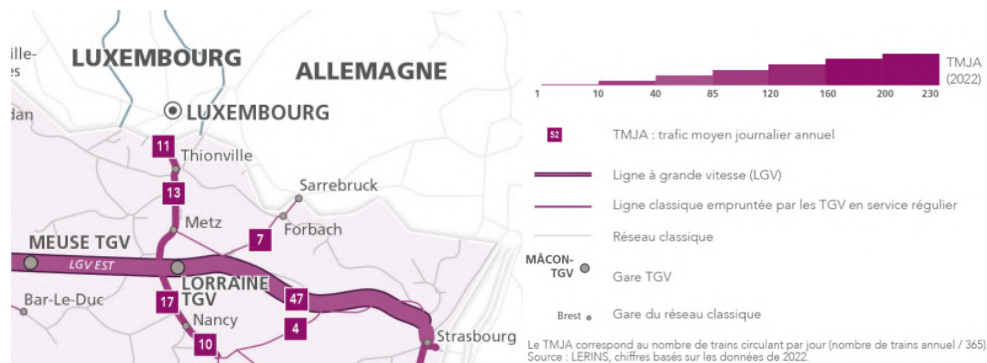 LUXEMBOURG
ille-
es
ALLEMAGNE
dan
LUXEMBOURG
11
Thionville
13
Sarrebruck
Metz
Forbach
7
MEUSE TGV
LGV EST
LORRAINE
TGV
Bar-Le-Duc
17
47
Nancy
4
Strasbourg
10
TMJA
(2022)
1 10 40 85 120 160 200 230
52 TMJA : trafic moyen journalier annuel
Ligne à grande vitesse (LGV)
Ligne classique empruntée par les TGV en service régulier
Réseau classique
MÂCON-
TGV
Gare TGV
Brest Gare du réseau classique
Le TMJA correspond au nombre de trains circulant par jour (nombre de trains annuel / 365)
Source : LERINS, chiffres basés sur les données de 2022.